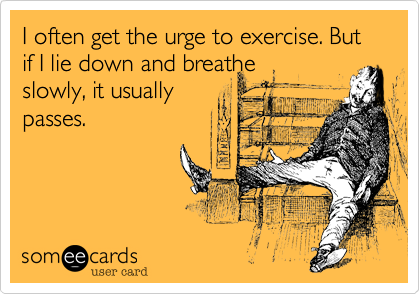 I often get the urge to exercise. But
if I lie down and breathe
slowly, it usually
passes.
someecards
user card